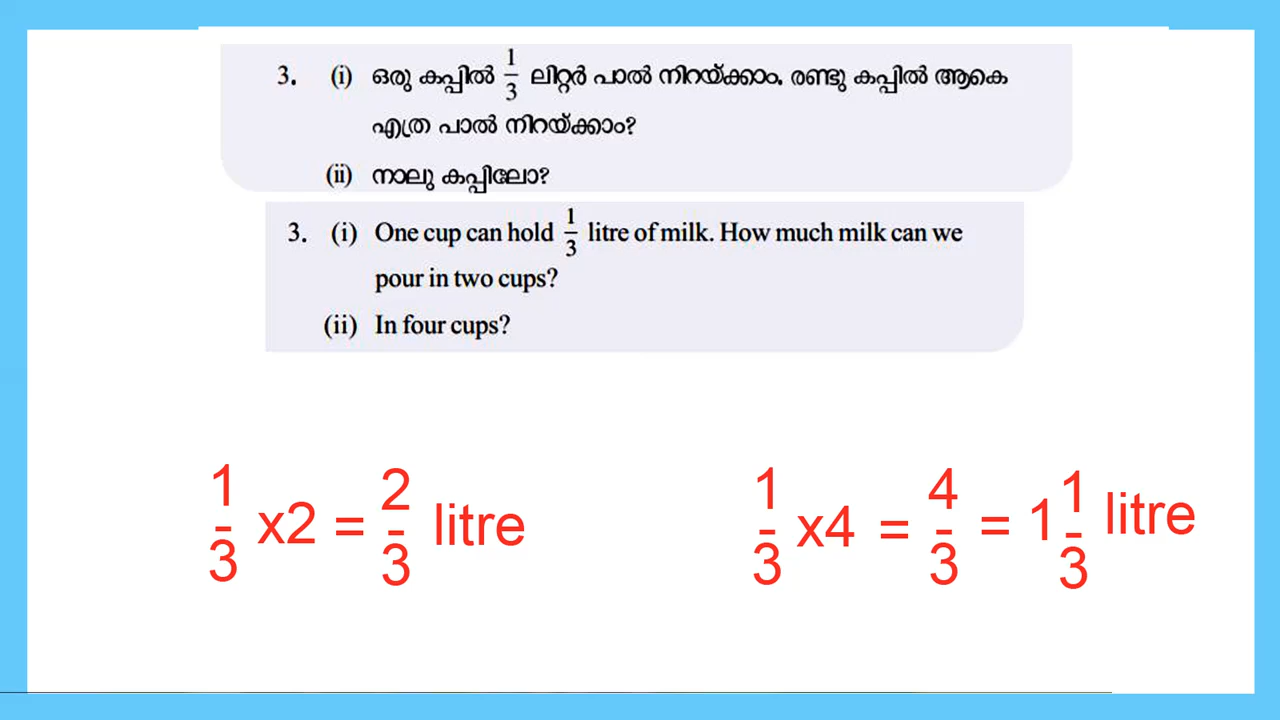 3. (i) ഒരു കപ്പിൽ 1/3 ലിറ്റർ പാൽ നിറയ്ക്കാം. രണ്ടു കപ്പിൽ ആകെ
എത്ര പാൽ നിറയ്ക്കാം?
(ii) നാലു കപ്പിലോ?
3. (i) One cup can hold 1/3 litre of milk. How much milk can we
pour in two cups?
(ii) In four cups?
1/3 x2 = 2/3 litre
1/3 x4 = 4/3 = 1 1/3 litre